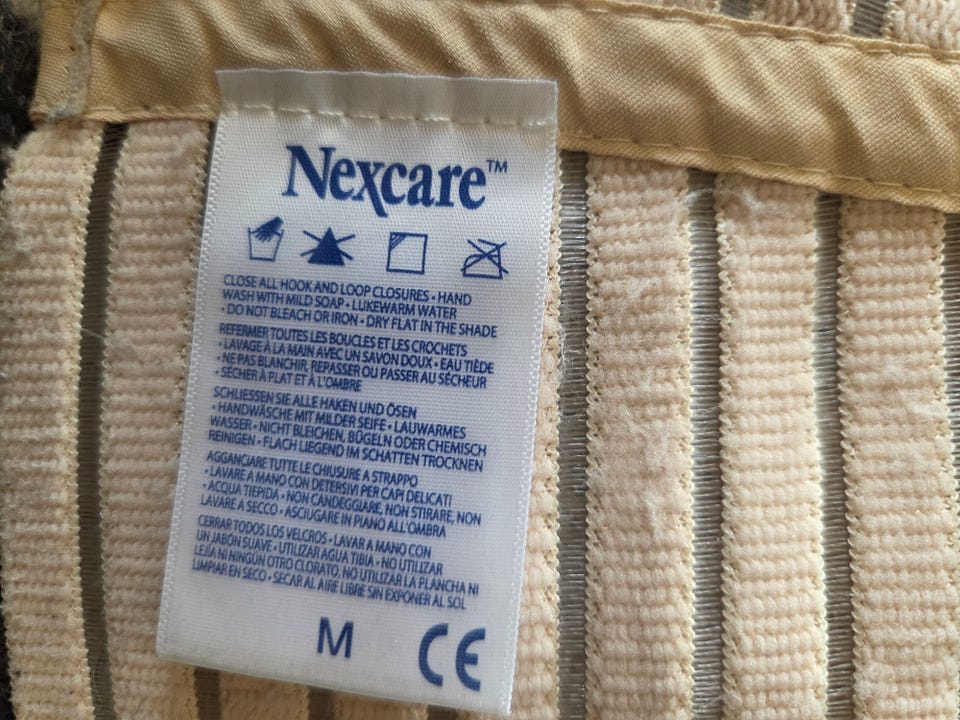 Nexcare™
CLOSE ALL HOOK AND LOOP CLOSURES • HAND
WASH WITH MILD SOAP • LUKEWARM WATER
• DO NOT BLEACH OR IRON • DRY FLAT IN THE SHADE
REFERMER TOUTES LES BOUCLES ET LES CROCHETS
• LAVAGE À LA MAIN AVEC UN SAVON DOUX • EAU TIÈDE
• NE PAS BLANCHIR, REPASSER OU PASSER AU SÉCHEUR
• SÉCHER À PLAT ET À L'OMBRE
SCHLIESSEN SIE ALLE HAKEN UND ÖSEN
• HANDWÄSCHE MIT MILDER SEIFE • LAUWARMES
WASSER • NICHT BLEICHEN, BÜGELN ODER CHEMISCH
REINIGEN • FLACH LIEGEND IM SCHATTEN TROCKNEN
AGGANCIARE TUTTE LE CHIUSURE A STRAPPO
• LAVARE A MANO CON DETERSIVI PER CAPI DELICATI
• ACQUA TIEPIDA • NON CANDEGGIARE, NON STIRARE, NON
LAVARE A SECCO • ASCIUGARE IN PIANO ALL'OMBRA
CERRAR TODOS LOS VELCROS • LAVAR A MANO CON
UN JABÓN SUAVE • UTILIZAR AGUA TIBIA • NO UTILIZAR
LEJÍA NI NINGÚN OTRO CLORATO, NO UTILIZAR LA PLANCHA NI
LIMPIAR EN SECO • SECAR AL AIRE LIBRE SIN EXPONER AL SOL
M CE